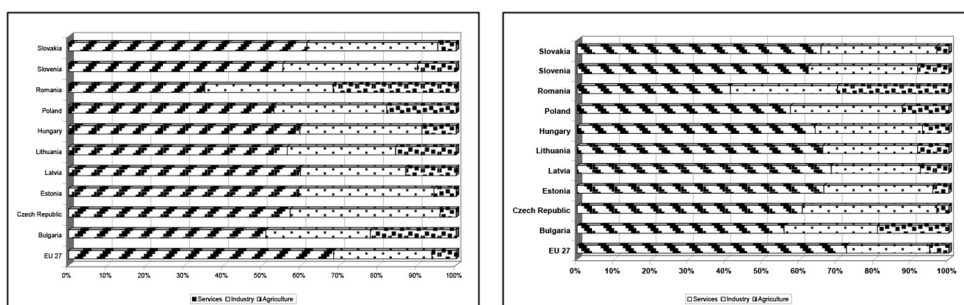 Slovakia
Slovenia
Romania
Poland
Hungary
Lithuania
Latvia
Estonia
Czech Republic
Bulgaria
EU 27
0% 10% 20% 30% 40% 50% 60% 70% 80% 90% 100%
Services Industry Agriculture
Slovakia
Slovenia
Romania
Poland
Hungary
Lithuania
Latvia
Estonia
Czech Republic
Bulgaria
EU 27
0% 10% 20% 30% 40% 50% 60% 70% 80% 90% 100%
Services Industry Agriculture